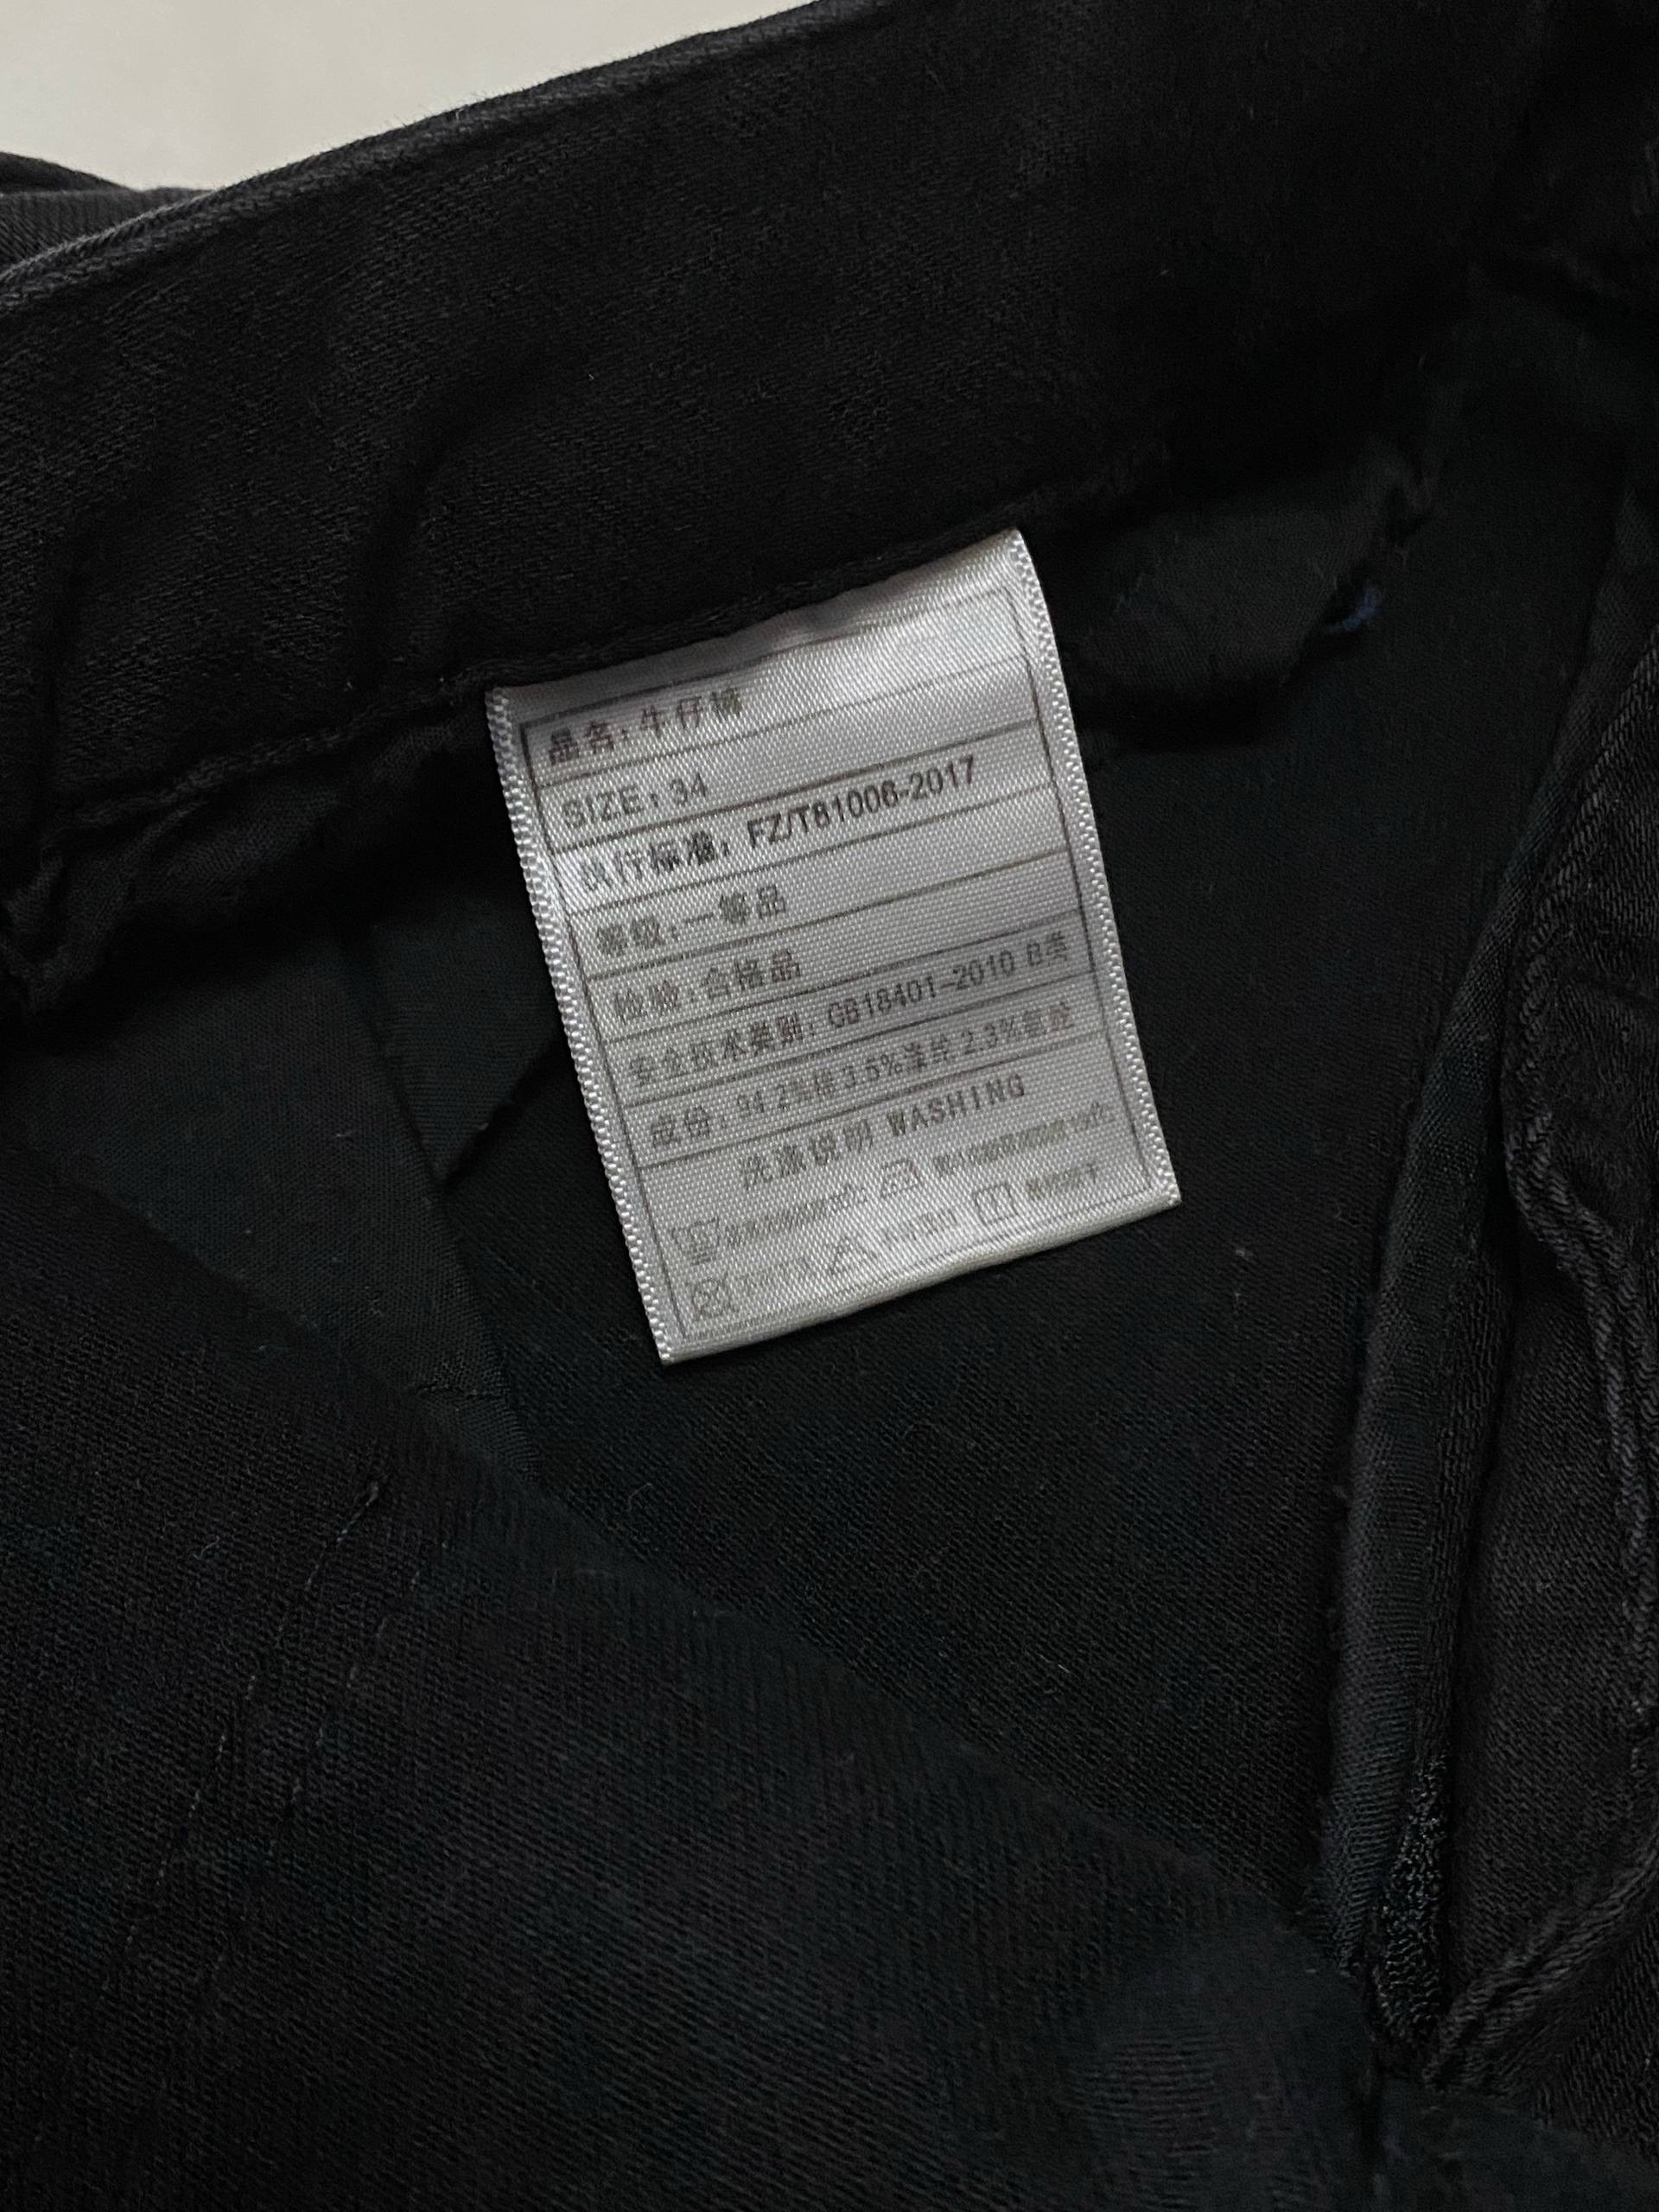 品名：牛仔裤
SIZE：34
执行标准：FZ/T81006-2017
等级：一等品
检验：合格品
安全技术类别：GB18401-2010 B类
成份：94.2%棉3.5%涤纶2.3%氨纶
洗涤说明 WASHING